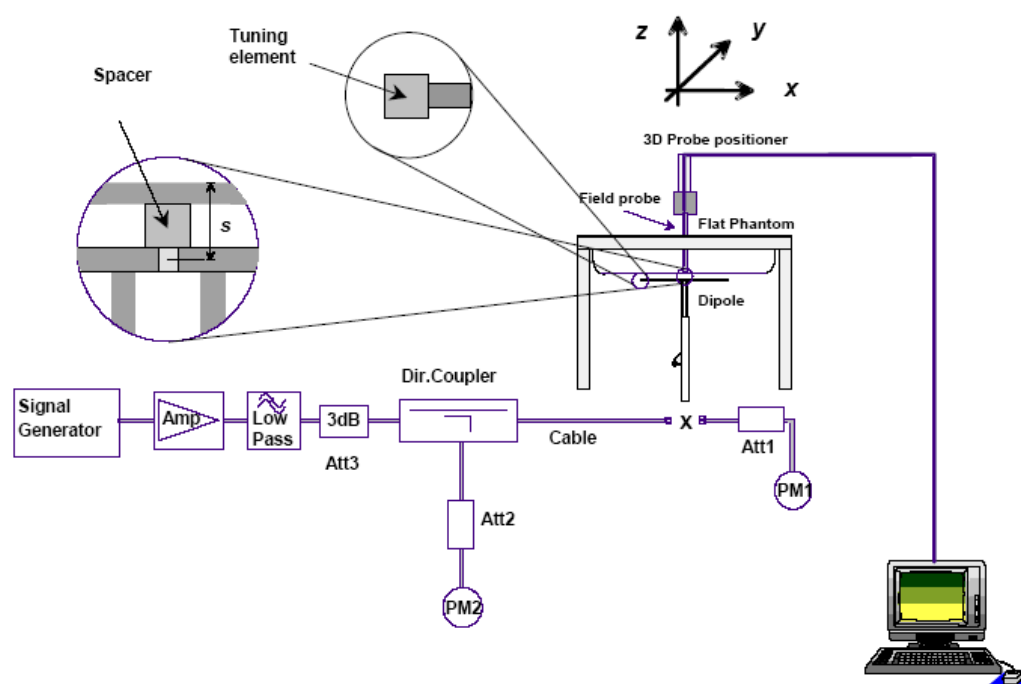 Tuning
element
Spacer
z
y
x
3D Probe positioner
Field probe
Flat Phantom
s
Dipole
Dir.Coupler
Signal
Generator
Amp
Low
Pass
3dB
Att3
Cable
x
Att1
PM1
Att2
PM2